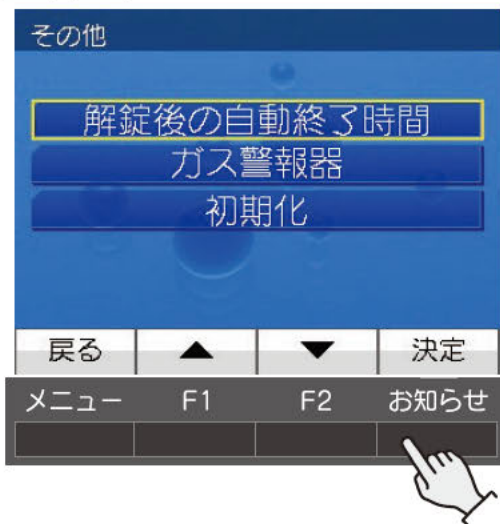 その他
解錠後の自動終了時間
ガス警報器
初期化
戻る ▲ ▼ 決定
メニュー F1 F2 お知らせ